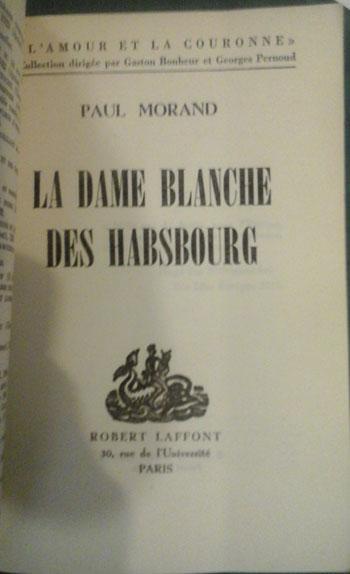 L'AMOUR ET LA COURONNE»
Collection dirigée par Gaston Bonheur et Georges Pernoud
PAUL MORAND
LA DAME BLANCHE
DES HABSBOURG
ROBERT LAFFONT
30, rue de l'Université
PARIS